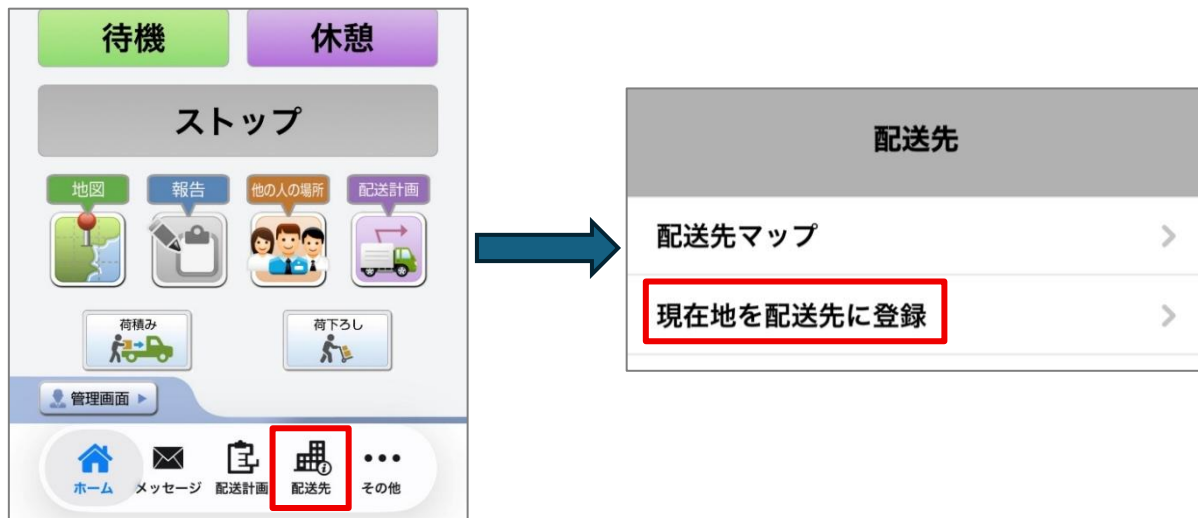 待機
休憩
ストップ
地図
報告
他の人の場所
配送計画
荷積み
荷下ろし
管理画面
ホーム
メッセージ
配送計画
配送先
その他
配送先
配送先マップ
現在地を配送先に登録